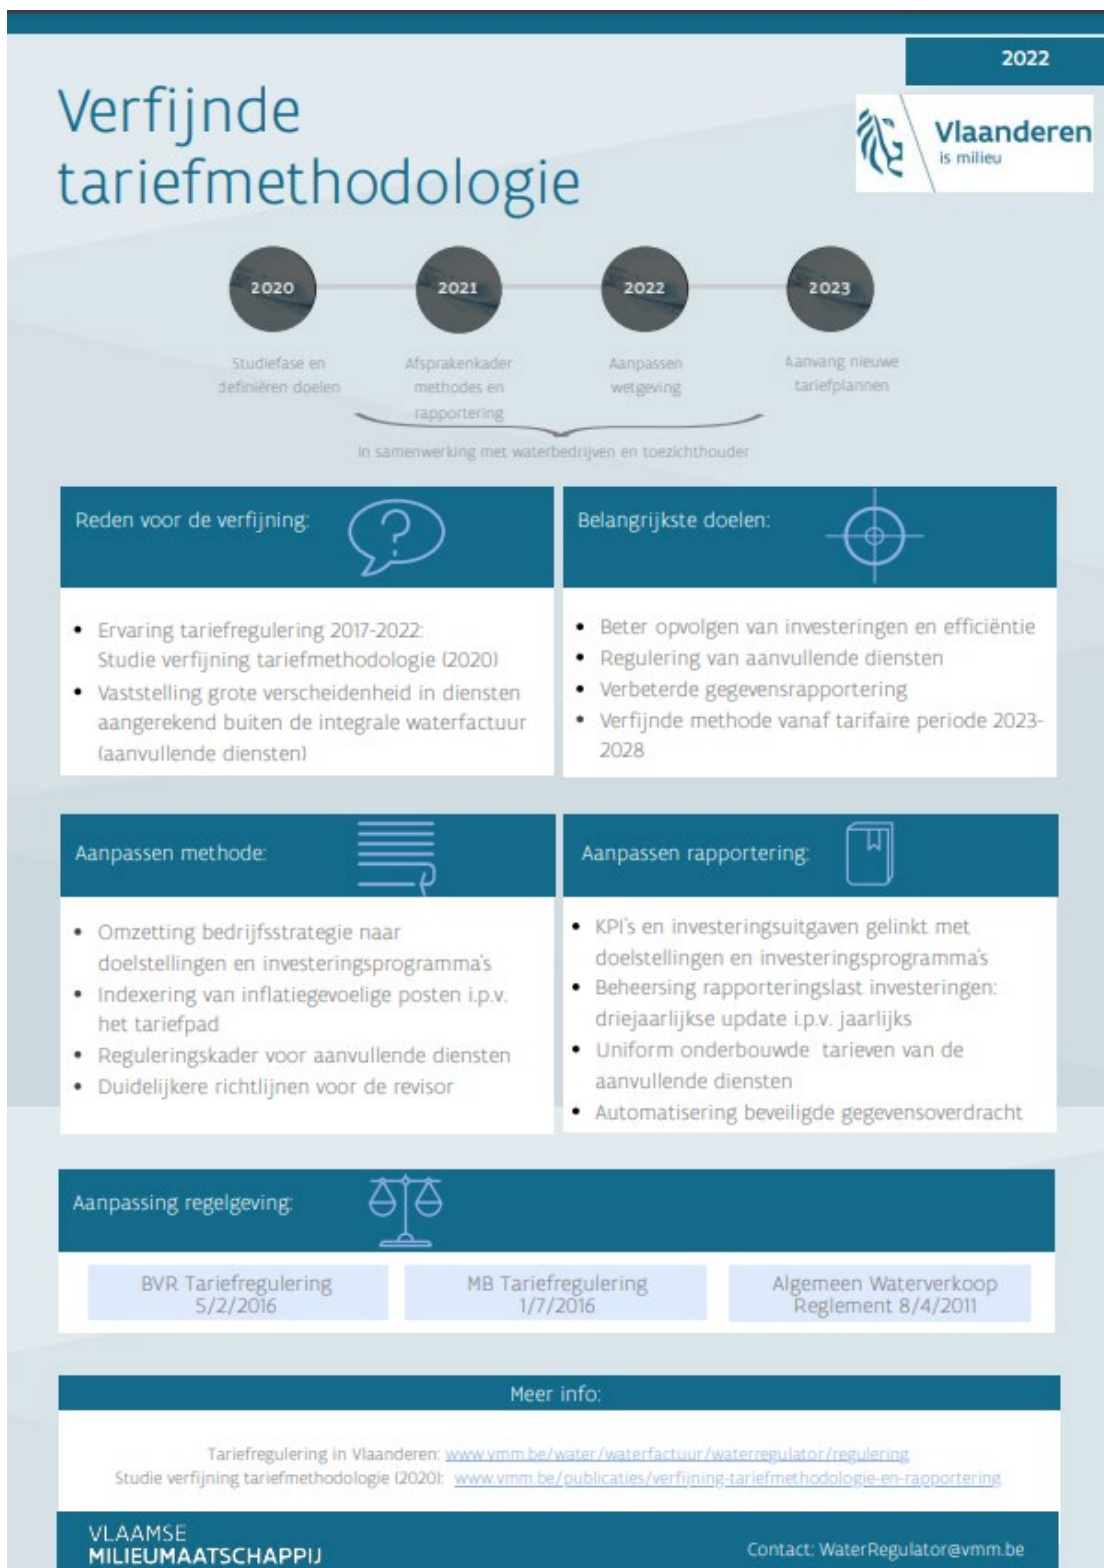 2022
Verfijnde
tariefmethodologie
Vlaanderen
is milieu
2020
2021
2022
2023
Studiefase en
definiëren doelen
Afsprakenkader
methodes en
rapportering
Aanpassen
wetgeving
Aanvang nieuwe
tariefplannen
In samenwerking met waterbedrijven en toezichthouder
Reden voor de verfijning:
• Ervaring tariefregulering 2017-2022:
Studie verfijning tariefmethodologie (2020)
• Vaststelling grote verscheidenheid in diensten
aangerekend buiten de integrale waterfactuur
(aanvullende diensten)
Belangrijkste doelen:
• Beter opvolgen van investeringen en efficiëntie
• Regulering van aanvullende diensten
• Verbeterde gegevensrapportering
• Verfijnde methode vanaf tarifaire periode 2023-
2028
Aanpassen methode:
• Omzetting bedrijfsstrategie naar
doelstellingen en investeringsprogramma's
• Indexering van inflatiegevoelige posten i.p.v.
het tariefpad
• Reguleringskader voor aanvullende diensten
• Duidelijkere richtlijnen voor de revisor
Aanpassen rapportering:
• KPI's en investeringsuitgaven gelinkt met
doelstellingen en investeringsprogramma's
• Beheersing rapporteringslast investeringen:
driejaarlijkse update i.p.v. jaarlijks
• Uniform onderbouwde tarieven van de
aanvullende diensten
• Automatisering beveiligde gegevensoverdracht
Aanpassing regelgeving:
BVR Tariefregulering
5/2/2016
MB Tariefregulering
1/7/2016
Algemeen Waterverkoop
Reglement 8/4/2011
Meer info:
Tariefregulering in Vlaanderen: www.vmm.be/water/waterfactuur/waterregulator/regulering
Studie verfijning tariefmethodologie (2020): www.vmm.be/publicaties/verfijning-tariefmethodologie-en-rapportering
VLAAMSE
MILIEUMAATSCHAPPIJ
Contact: WaterRegulator@vmm.be